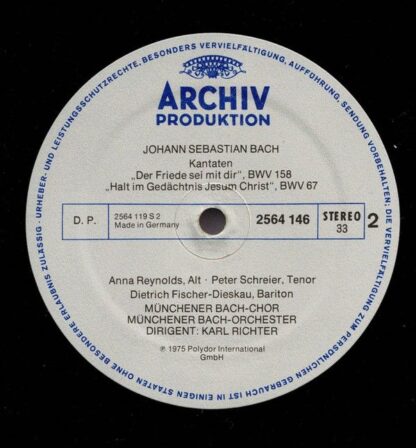 ARCHIV
PRODUKTION
JOHANN SEBASTIAN BACH
Kantaten
„Der Friede sei mit dir", BWV 158
„Halt im Gedächtnis Jesum Christ", BWV 67
D. P.
2564 119 S 2
Made in Germany
2564 146
STEREO
33
2
Anna Reynolds, Alt · Peter Schreier, Tenor
Dietrich Fischer-Dieskau, Bariton
MÜNCHENER BACH-CHOR
MÜNCHENER BACH-ORCHESTER
DIRIGENT: KARL RICHTER
℗ 1975 Polydor International
GmbH
URHEBER- UND LEISTUNGSSCHUTZRECHTE, BESONDERS VERVIELFÄLTIGUNG, AUFFÜHRUNG, SENDUNG, VORBEHALTEN: DIE VERVIELFÄLTIGUNG ZUM PERSÖNLICHEN GEBRAUCH IST IN EINIGEN STAATEN OHNE BESONDERE ERLAUBNIS ZULÄSSIG ·